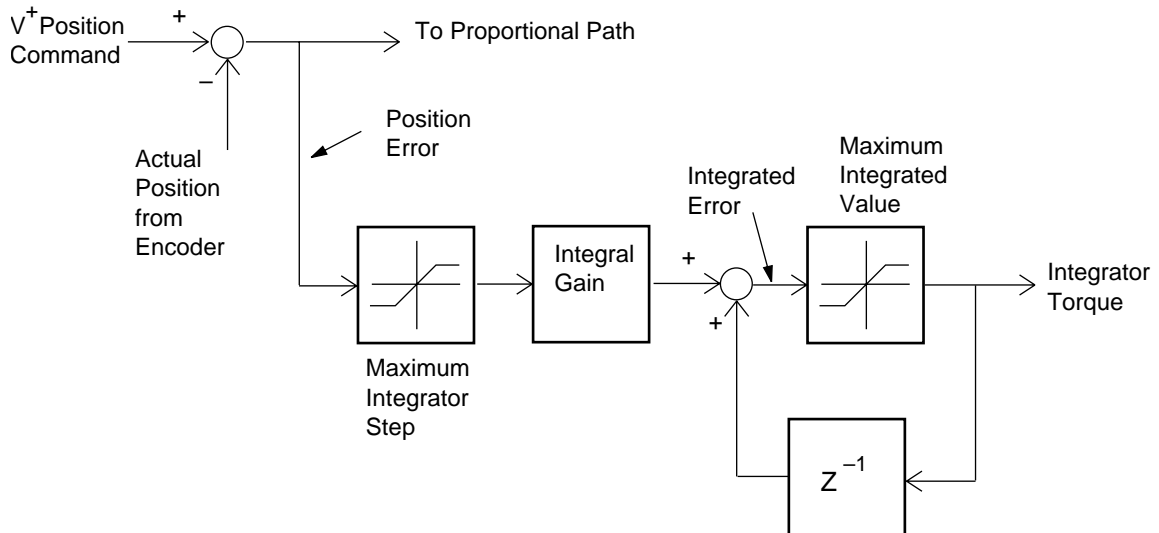 V+ Position
Command
+
–
To Proportional Path
Position
Error
Actual
Position
from
Encoder
Maximum
Integrator
Step
Integral
Gain
+
+
Integrated
Error
Maximum
Integrated
Value
Integrator
Torque
Z –1